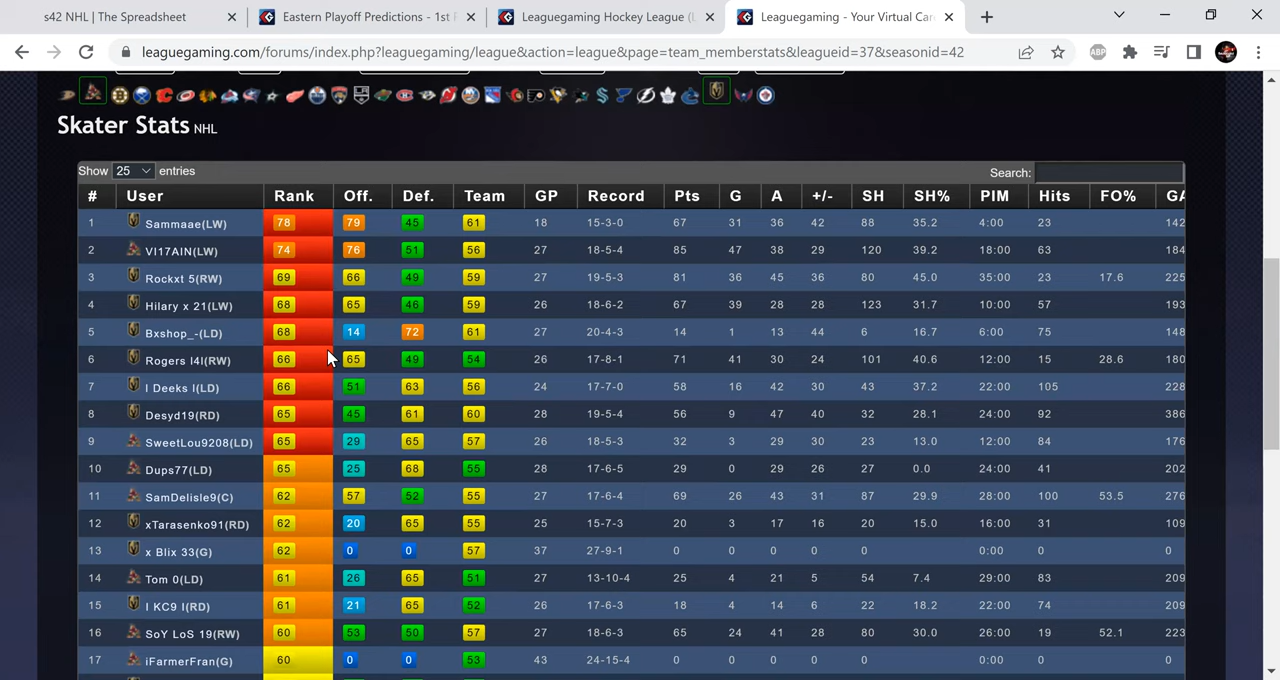 s42 NHL | The Spreadsheet
Eastern Playoff Predictions - 1st R
Leaguegaming Hockey League (L
Leaguegaming - Your Virtual Care
leaguegaming.com/forums/index.php?leaguegaming/league&action=league&page=team_memberstats&leagueid=37&seasonid=42
ABP
Skater Stats NHL
Show 25 entries Search:
# User Rank Off. Def. Team GP Record Pts G A +/- SH SH% PIM Hits FO% GA
1 Sammaae(LW) 78 79 45 61 18 15-3-0 67 31 36 42 88 35.2 4:00 23 142
2 VI17AIN(LW) 74 76 51 56 27 18-5-4 85 47 38 29 120 39.2 18:00 63 184
3 Rockxt 5(RW) 69 66 49 59 27 19-5-3 81 36 45 36 80 45.0 35:00 23 17.6 225
4 Hilary x 21(LW) 68 65 46 59 26 18-6-2 67 39 28 28 123 31.7 10:00 57 193
5 Bxshop_-(LD) 68 14 72 61 27 20-4-3 14 1 13 44 6 16.7 6:00 75 148
6 Rogers l4l(RW) 66 65 49 54 26 17-8-1 71 41 30 24 101 40.6 12:00 15 28.6 180
7 l Deeks l(LD) 66 51 63 56 24 17-7-0 58 16 42 30 43 37.2 22:00 105 228
8 Desyd19(RD) 65 45 61 60 28 19-5-4 56 9 47 40 32 28.1 24:00 92 386
9 SweetLou9208(LD) 65 29 65 57 26 18-5-3 32 3 29 30 23 13.0 12:00 84 176
10 Dups77(LD) 65 25 68 55 28 17-6-5 29 0 29 26 27 0.0 24:00 41 202
11 SamDelisle9(C) 62 57 52 55 27 17-6-4 69 26 43 31 87 29.9 28:00 100 53.5 276
12 xTarasenko91(RD) 62 20 65 55 25 15-7-3 20 3 17 16 20 15.0 16:00 31 109
13 x Blix 33(G) 62 0 0 57 37 27-9-1 0 0 0 0 0 0:00 0 0
14 Tom 0(LD) 61 26 65 51 27 13-10-4 25 4 21 5 54 7.4 29:00 83 209
15 I KC9 I(RD) 61 21 65 52 26 17-6-3 18 4 14 6 22 18.2 22:00 74 209
16 SoY LoS 19(RW) 60 53 50 57 27 18-6-3 65 24 41 28 80 30.0 26:00 19 52.1 223
17 iFarmerFran(G) 60 0 0 53 43 24-15-4 0 0 0 0 0 0:00 0 0